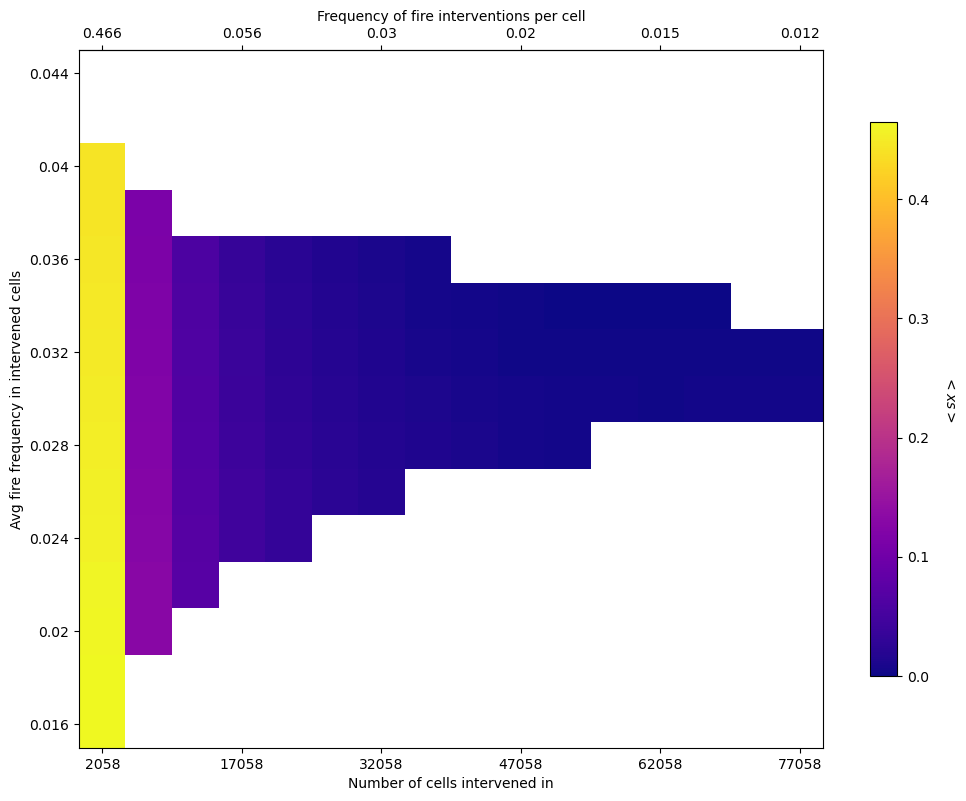 Frequency of fire interventions per cell
0.466 0.056 0.03 0.02 0.015 0.012
0.044
0.04
0.036
0.032
0.028
0.024
0.02
0.016
Avg fire frequency in intervened cells
2058 17058 32058 47058 62058 77058
Number of cells intervened in
0.4
0.3
0.2
0.1
0.0
< xs >